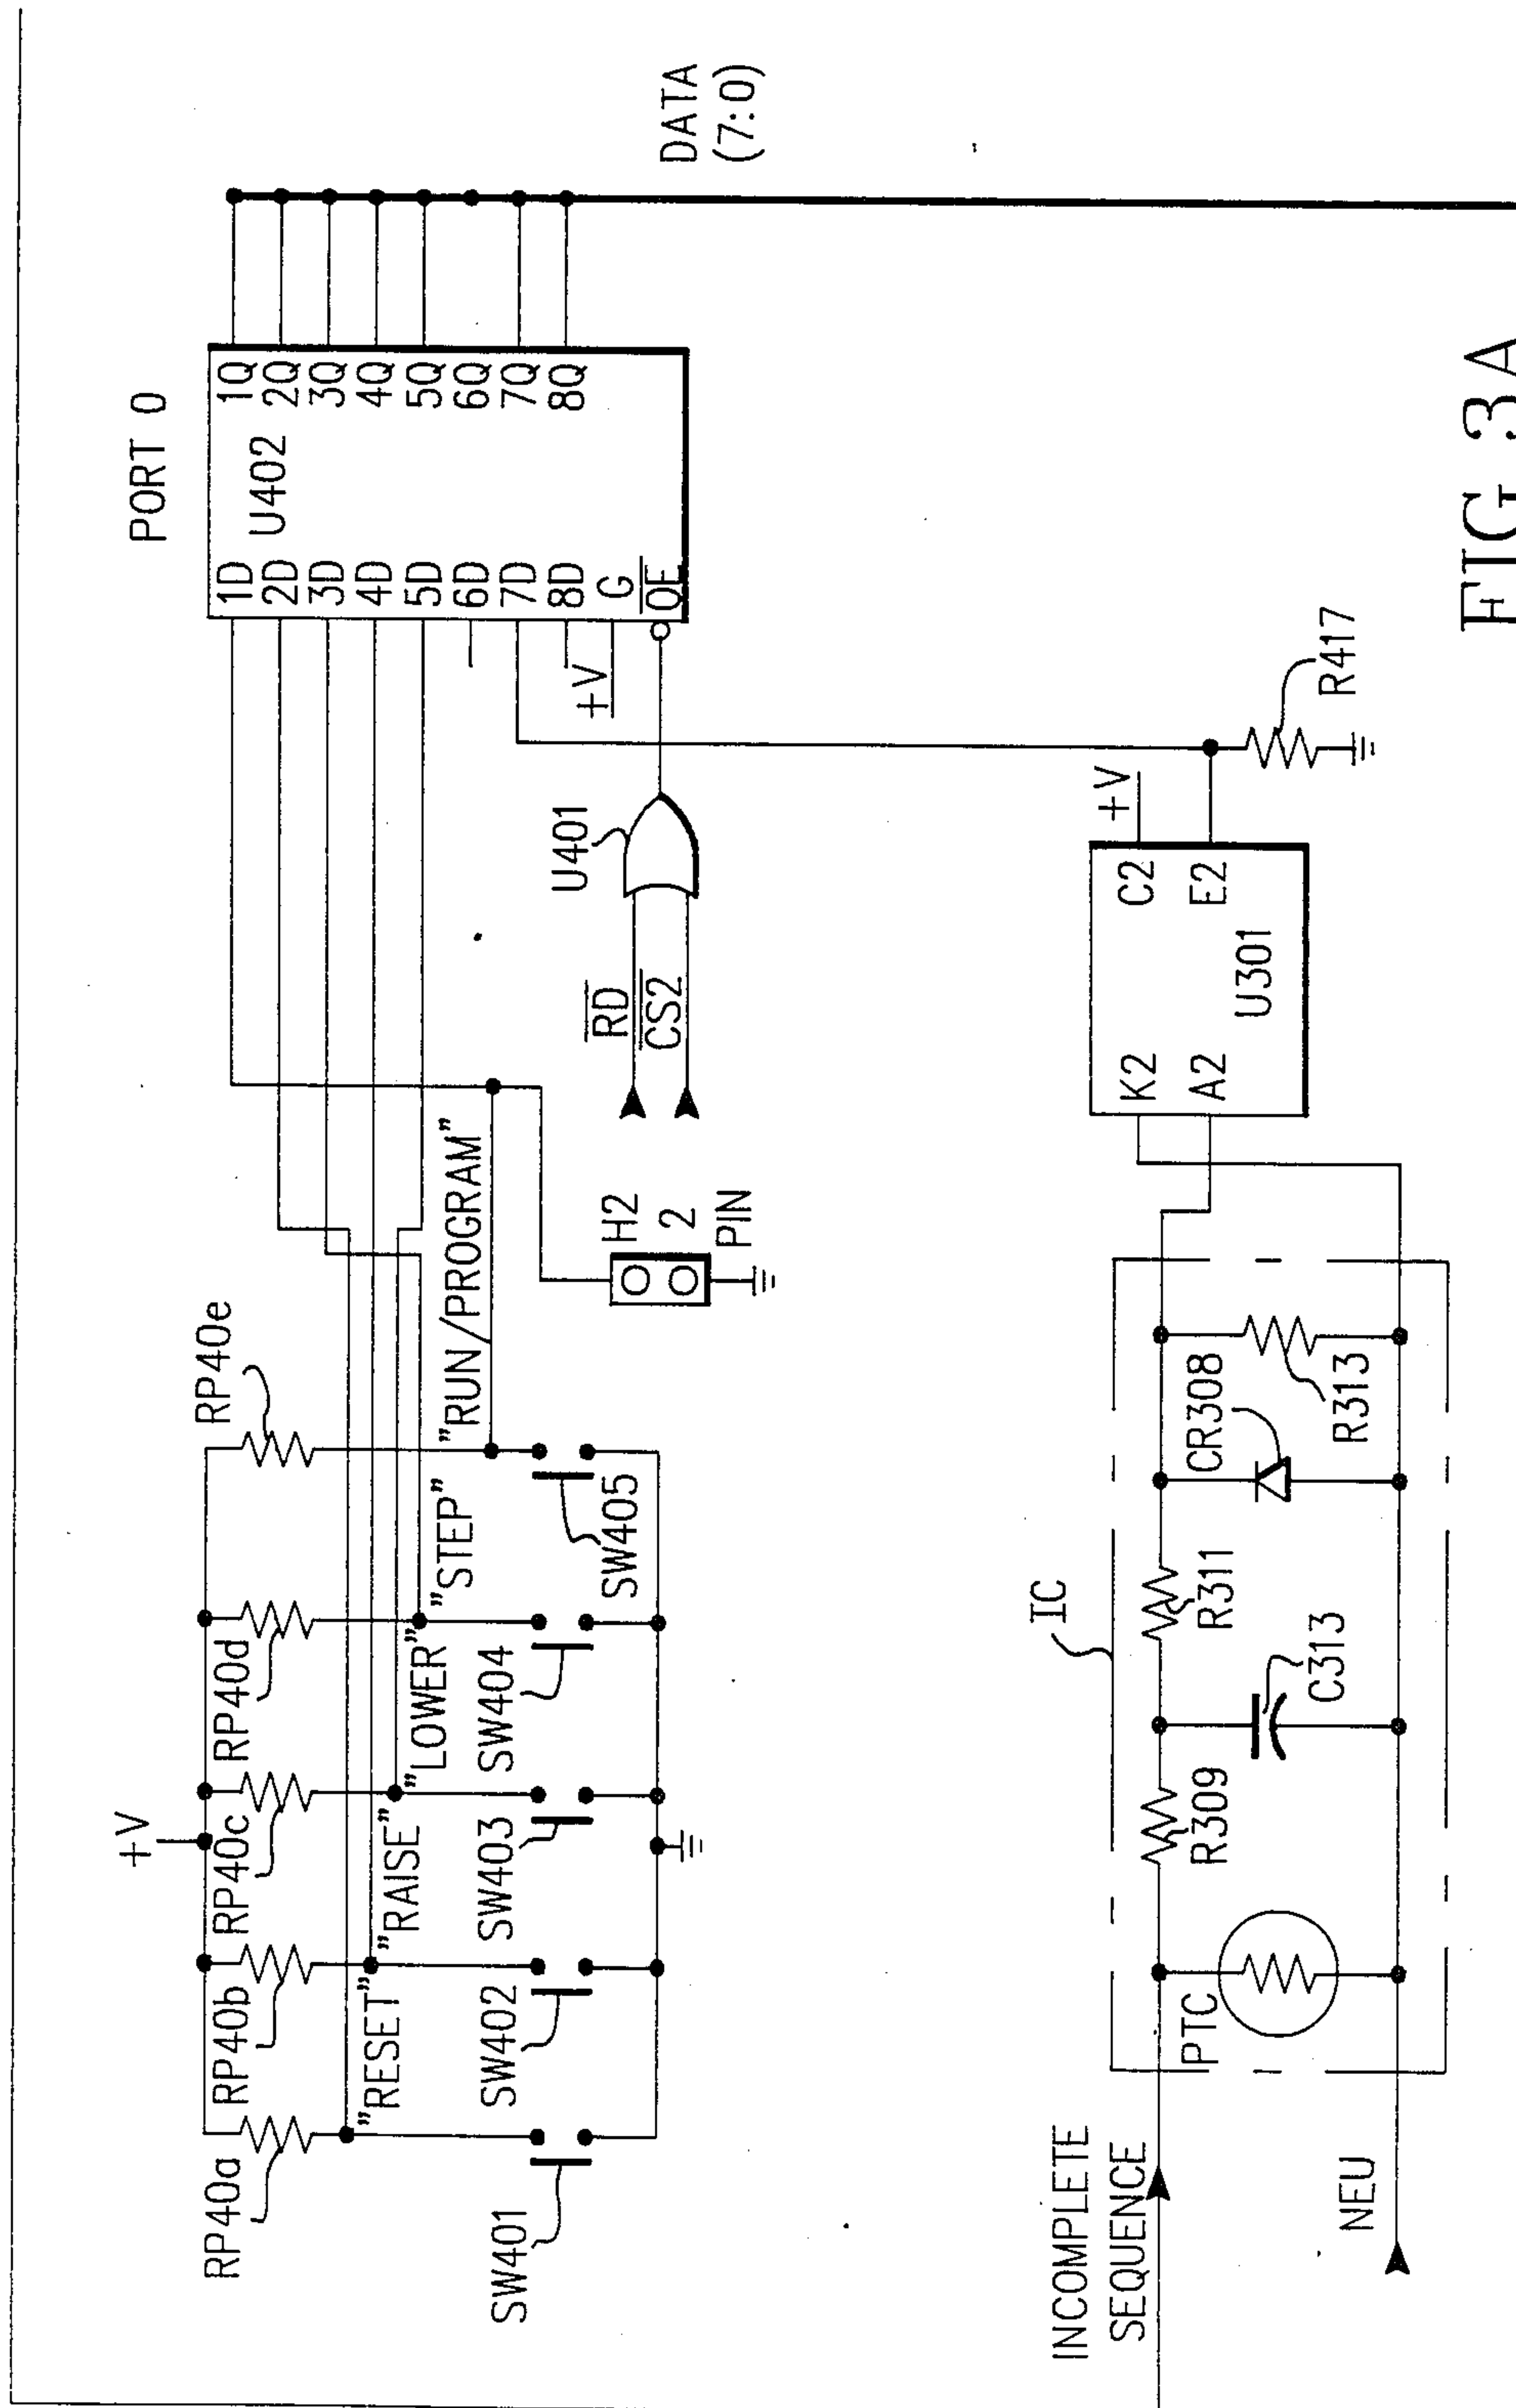 PORT 0
+V
RP40a
RP40b
RP40c
RP40d
RP40e
"RESET"
"RAISE"
"LOWER"
"STEP"
"RUN/PROGRAM"
SW401
SW402
SW403
SW404
SW405
H2
2
PIN
RD
CS2
U401
1D
2D
3D
4D
5D
6D
7D
8D
G
OE
+V
U402
1Q
2Q
3Q
4Q
5Q
6Q
7Q
8Q
DATA
(7:0)
INCOMPLETE
SEQUENCE
NEU
IC
PTC
R309
C313
R311
CR308
R313
K2
A2
C2
E2
U301
+V
R417
FIG 3A